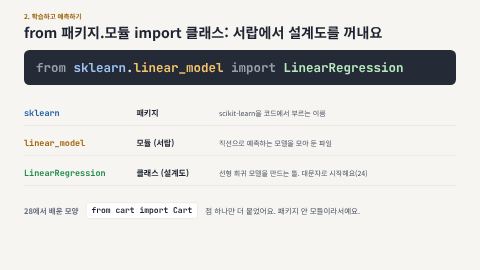 2. 학습하고 예측하기
from 패키지.모듈 import 클래스: 서랍에서 설계도를 꺼내요
from sklearn.linear_model import LinearRegression
sklearn 패키지 scikit-learn을 코드에서 부르는 이름
linear_model 모듈 (서랍) 직선으로 예측하는 모델을 모아 둔 파일
LinearRegression 클래스 (설계도) 선형 회귀 모델을 만드는 틀. 대문자로 시작해요(24)
28에서 배운 모양 from cart import Cart 점 하나만 더 붙었어요. 패키지 안 모듈이라서예요.